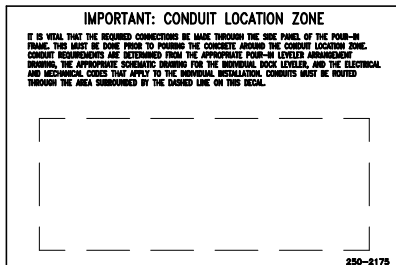 IMPORTANT: CONDUIT LOCATION ZONE
IT IS VITAL THAT THE REQUIRED CONNECTIONS BE MADE THROUGH THE SIDE PANEL OF THE POUR-IN
FRAME. THIS MUST BE DONE PRIOR TO POURING THE CONCRETE AROUND THE CONDUIT LOCATION ZONE.
CONDUIT REQUIREMENTS ARE DETERMINED FROM THE APPROPRIATE POUR-IN LEVELER ARRANGEMENT
DRAWING, THE APPROPRIATE SCHEMATIC DRAWING FOR THE INDIVIDUAL DOCK LEVELER, AND THE ELECTRICAL
AND MECHANICAL CODES THAT APPLY TO THE INDIVIDUAL INSTALLATION. CONDUITS MUST BE ROUTED
THROUGH THE AREA SURROUNDED BY THE DASHED LINE ON THIS DECAL.
250-2175